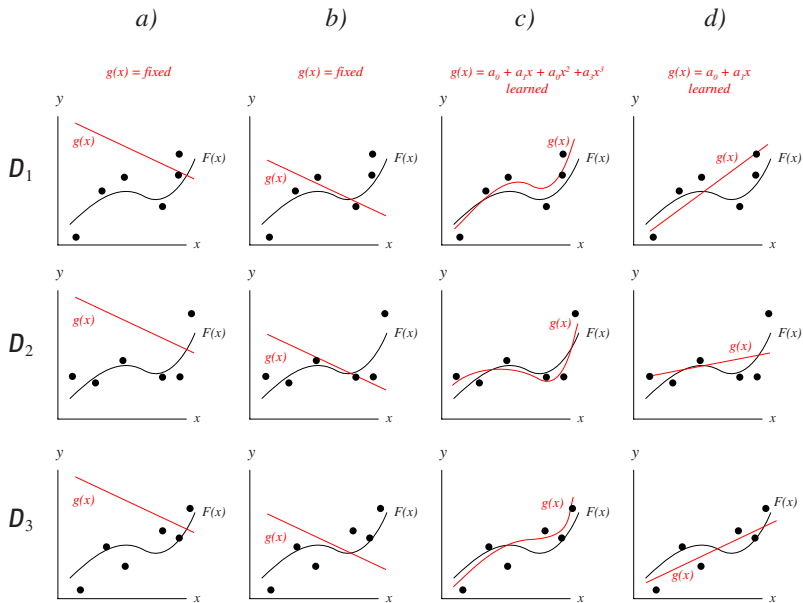 a) b) c) d)
g(x) = fixed
g(x) = fixed
g(x) = a0 + a1x + a0x² +a3x³
learned
g(x) = a0 + a1x
learned
D1
y
g(x)
F(x)
x
y
g(x)
F(x)
x
y
g(x)
F(x)
x
y
g(x)
F(x)
x
D2
y
g(x)
F(x)
x
y
g(x)
F(x)
x
y
g(x)
F(x)
x
y
g(x)
F(x)
x
D3
y
g(x)
F(x)
x
y
g(x)
F(x)
x
y
g(x)
F(x)
x
y
g(x)
F(x)
x